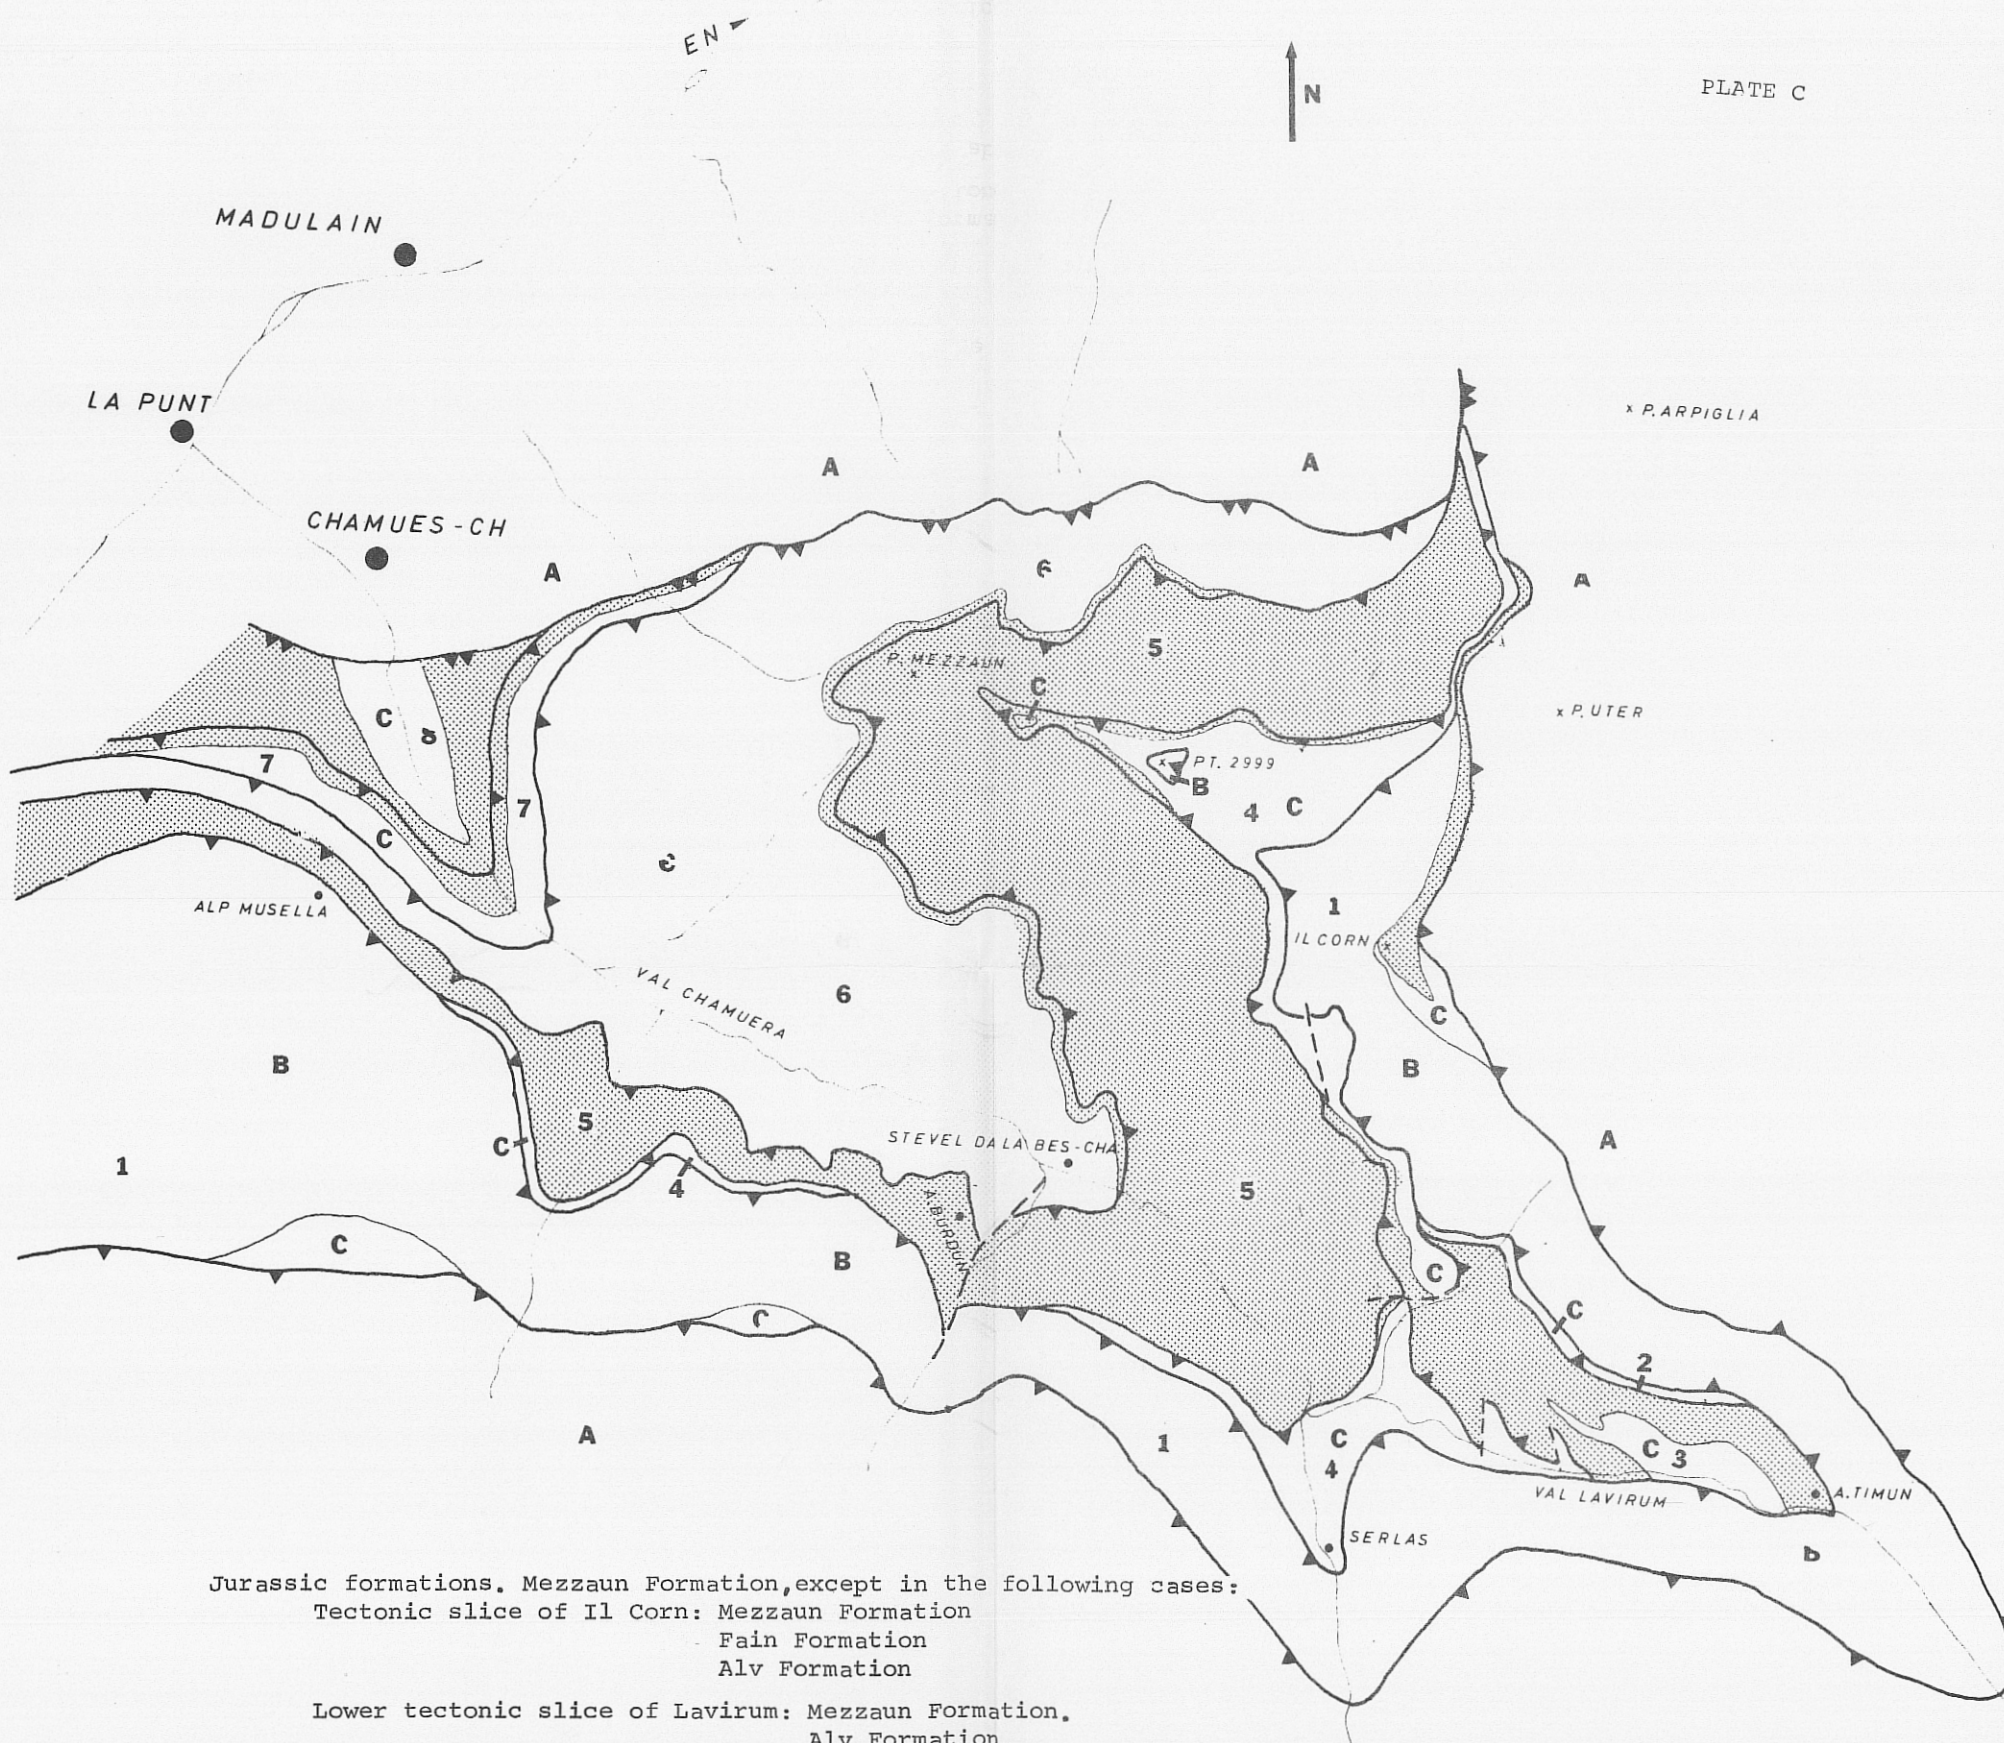 EN
N
PLATE C
MADULAIN
LA PUNT
x P. ARPIGLIA
A
A
CHAMUES-CH
A
6
A
5
P. MEZZAUN
x
C
C
8
x P. UTER
7
x PT. 2999
B
7
4 C
C
C
ALP MUSELLA
1
IL CORN x
VAL CHAMUERA
6
C
B
B
5
C
STEVEL DA LA BES-CHA
A
1
4
5
A. BURDUN
C
B
C
C
C
2
A
1
C
4
C 3
VAL LAVIRUM
A. TIMUN
SERLAS
b
Jurassic formations. Mezzaun Formation,except in the following cases:
Tectonic slice of Il Corn: Mezzaun Formation
Fain Formation
Alv Formation
Lower tectonic slice of Lavirum: Mezzaun Formation.
Alv Formation